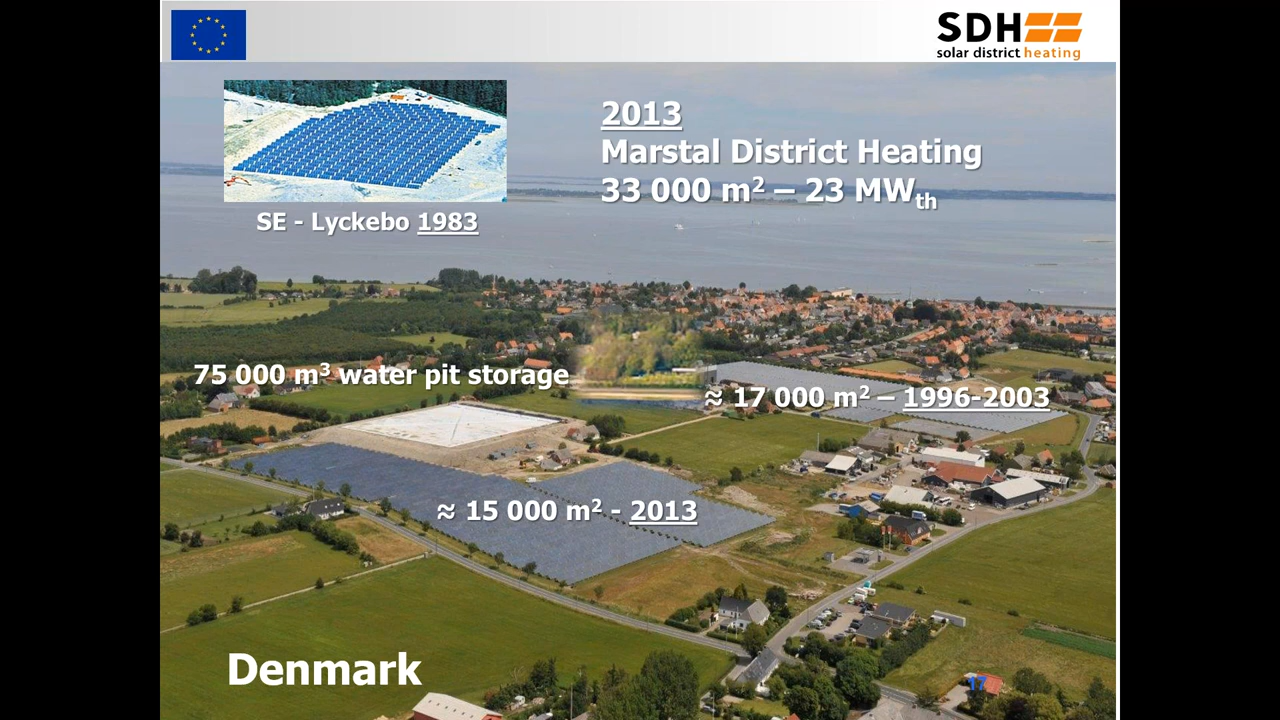 SDH
solar district heating
2013
Marstal District Heating
33 000 m² – 23 MWth
SE - Lyckebo 1983
75 000 m³ water pit storage
≈ 17 000 m² – 1996-2003
≈ 15 000 m² - 2013
Denmark
17